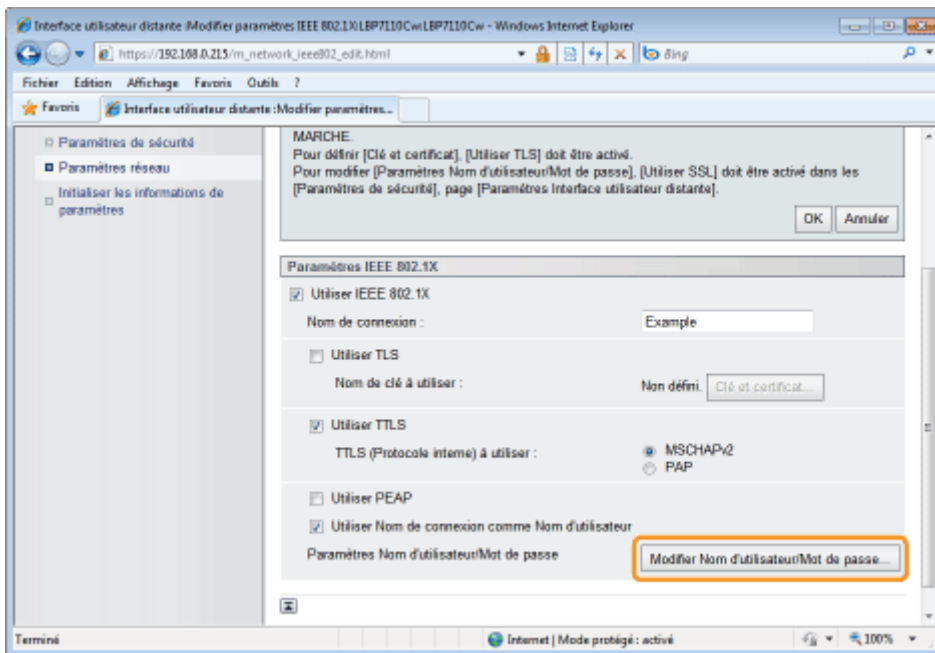 Interface utilisateur distante :Modifier paramètres IEEE 802.1X:LBP7110Cw:LBP7110Cw - Windows Internet Explorer
https://192.168.0.215/m_network_ieee802_edit.html
Bing
Fichier Edition Affichage Favoris Outils ?
Favoris
Interface utilisateur distante :Modifier paramètres...
Paramètres de sécurité
Paramètres réseau
Initialiser les informations de paramètres
MARCHE.
Pour définir [Clé et certificat], [Utiliser TLS] doit être activé.
Pour modifier [Paramètres Nom d'utilisateur/Mot de passe], [Utiliser SSL] doit être activé dans les
[Paramètres de sécurité], page [Paramètres Interface utilisateur distante].
OK Annuler
Paramètres IEEE 802.1X
Utiliser IEEE 802.1X
Nom de connexion : Example
Utiliser TLS
Nom de clé à utiliser : Non défini. Clé et certificat...
Utiliser TTLS
TTLS (Protocole interne) à utiliser : MSCHAPv2
PAP
Utiliser PEAP
Utiliser Nom de connexion comme Nom d'utilisateur
Paramètres Nom d'utilisateur/Mot de passe Modifier Nom d'utilisateur/Mot de passe...
Terminé Internet | Mode protégé : activé 100%